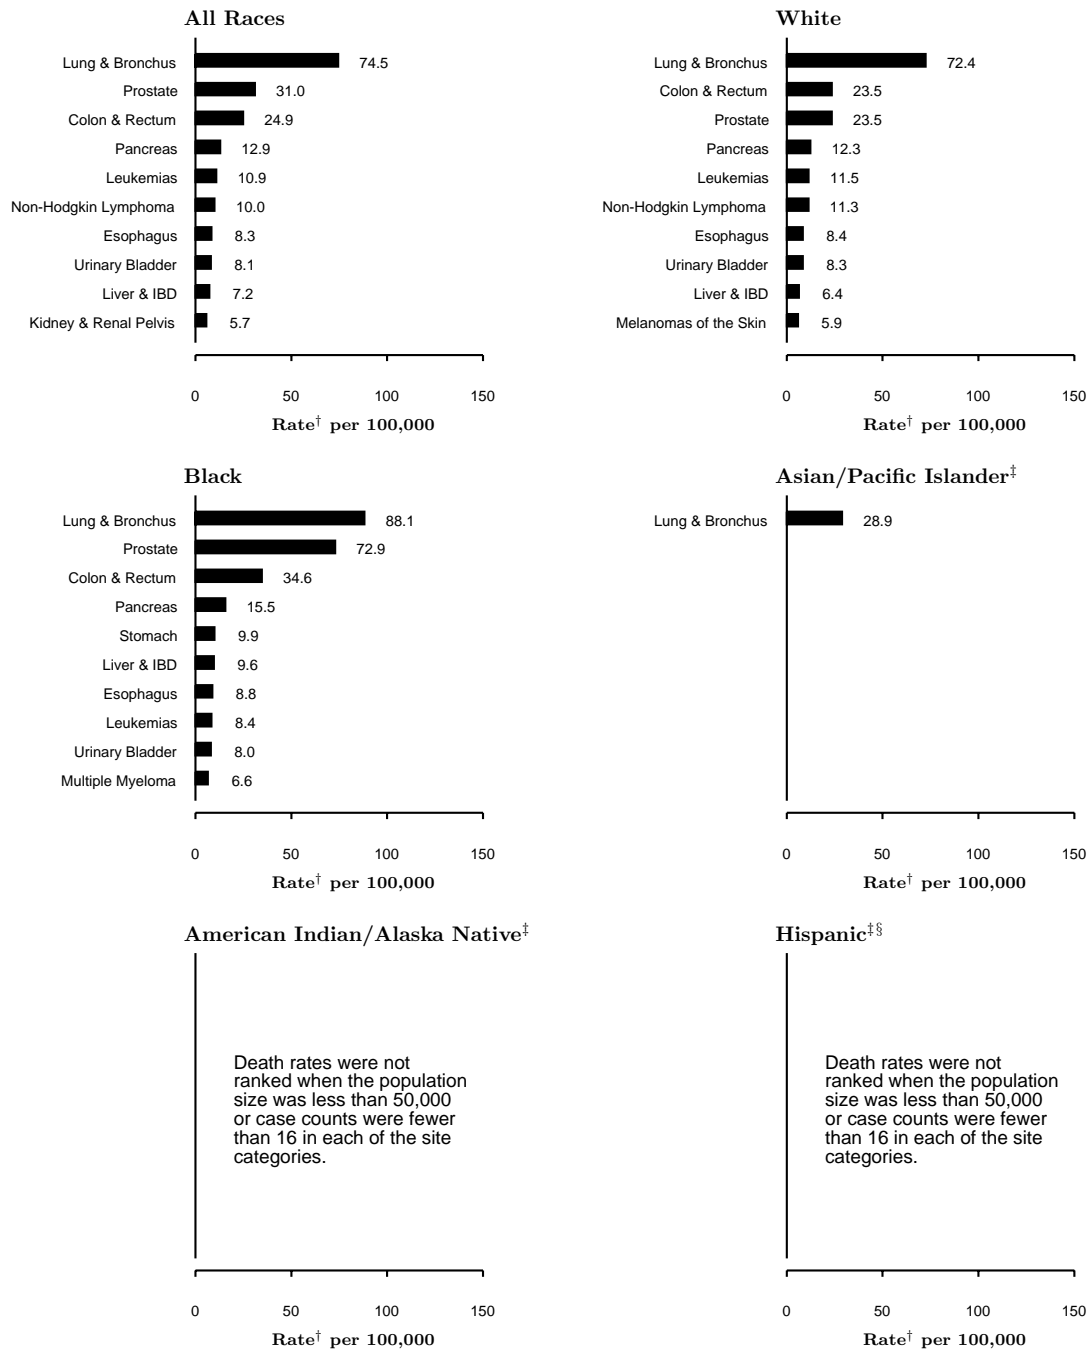 All Races
Lung & Bronchus 74.5
Prostate 31.0
Colon & Rectum 24.9
Pancreas 12.9
Leukemias 10.9
Non-Hodgkin Lymphoma 10.0
Esophagus 8.3
Urinary Bladder 8.1
Liver & IBD 7.2
Kidney & Renal Pelvis 5.7
0 50 100 150
Rate† per 100,000
White
Lung & Bronchus 72.4
Colon & Rectum 23.5
Prostate 23.5
Pancreas 12.3
Leukemias 11.5
Non-Hodgkin Lymphoma 11.3
Esophagus 8.4
Urinary Bladder 8.3
Liver & IBD 6.4
Melanomas of the Skin 5.9
0 50 100 150
Rate† per 100,000
Black
Lung & Bronchus 88.1
Prostate 72.9
Colon & Rectum 34.6
Pancreas 15.5
Stomach 9.9
Liver & IBD 9.6
Esophagus 8.8
Leukemias 8.4
Urinary Bladder 8.0
Multiple Myeloma 6.6
0 50 100 150
Rate† per 100,000
Asian/Pacific Islander‡
Lung & Bronchus 28.9
0 50 100 150
Rate† per 100,000
American Indian/Alaska Native‡
Death rates were not
ranked when the population
size was less than 50,000
or case counts were fewer
than 16 in each of the site
categories.
0 50 100 150
Rate† per 100,000
Hispanic‡§
Death rates were not
ranked when the population
size was less than 50,000
or case counts were fewer
than 16 in each of the site
categories.
0 50 100 150
Rate† per 100,000